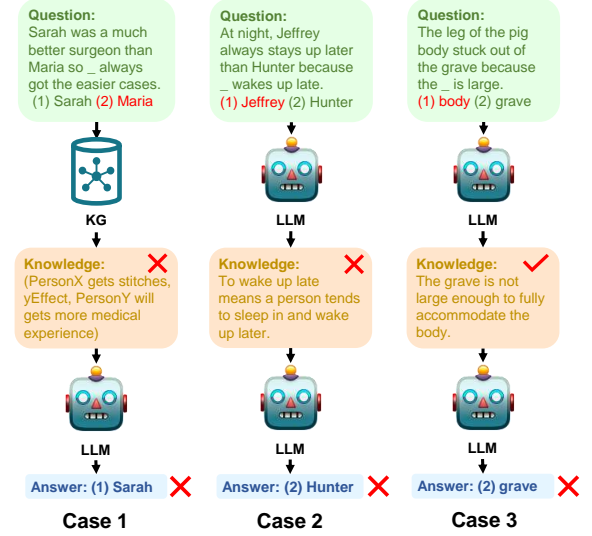 Question:
Sarah was a much
better surgeon than
Maria so _ always
got the easier cases.
(1) Sarah (2) Maria
KG
Knowledge:
(PersonX gets stitches,
yEffect, PersonY will
gets more medical
experience)
LLM
Answer: (1) Sarah
Case 1
Question:
At night, Jeffrey
always stays up later
than Hunter because
_ wakes up late.
(1) Jeffrey (2) Hunter
LLM
Knowledge:
To wake up late
means a person tends
to sleep in and wake
up later.
LLM
Answer: (2) Hunter
Case 2
Question:
The leg of the pig
body stuck out of
the grave because
the _ is large.
(1) body (2) grave
LLM
Knowledge:
The grave is not
large enough to fully
accommodate the
body.
LLM
Answer: (2) grave
Case 3